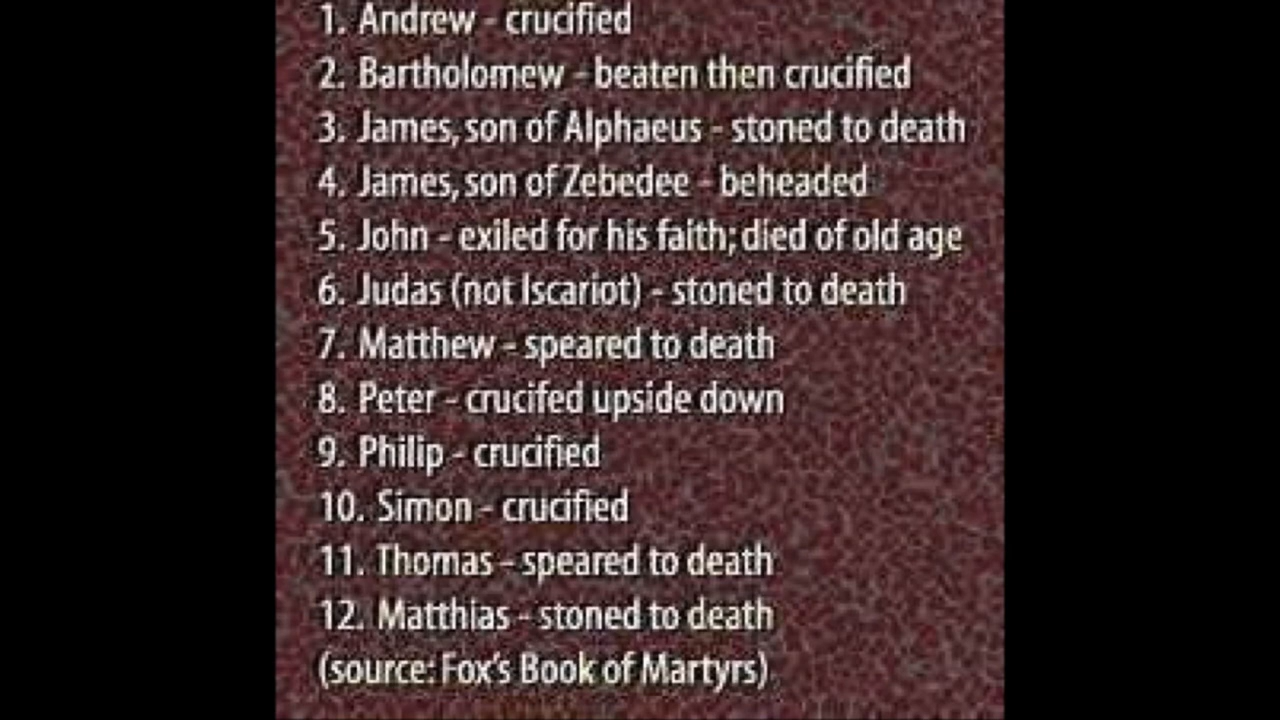 1. Andrew - crucified
2. Bartholomew - beaten then crucified
3. James, son of Alphaeus - stoned to death
4. James, son of Zebedee - beheaded
5. John - exiled for his faith; died of old age
6. Judas (not Iscariot) - stoned to death
7. Matthew - speared to death
8. Peter - crucifed upside down
9. Philip - crucified
10. Simon - crucified
11. Thomas - speared to death
12. Matthias - stoned to death
(source: Fox's Book of Martyrs)